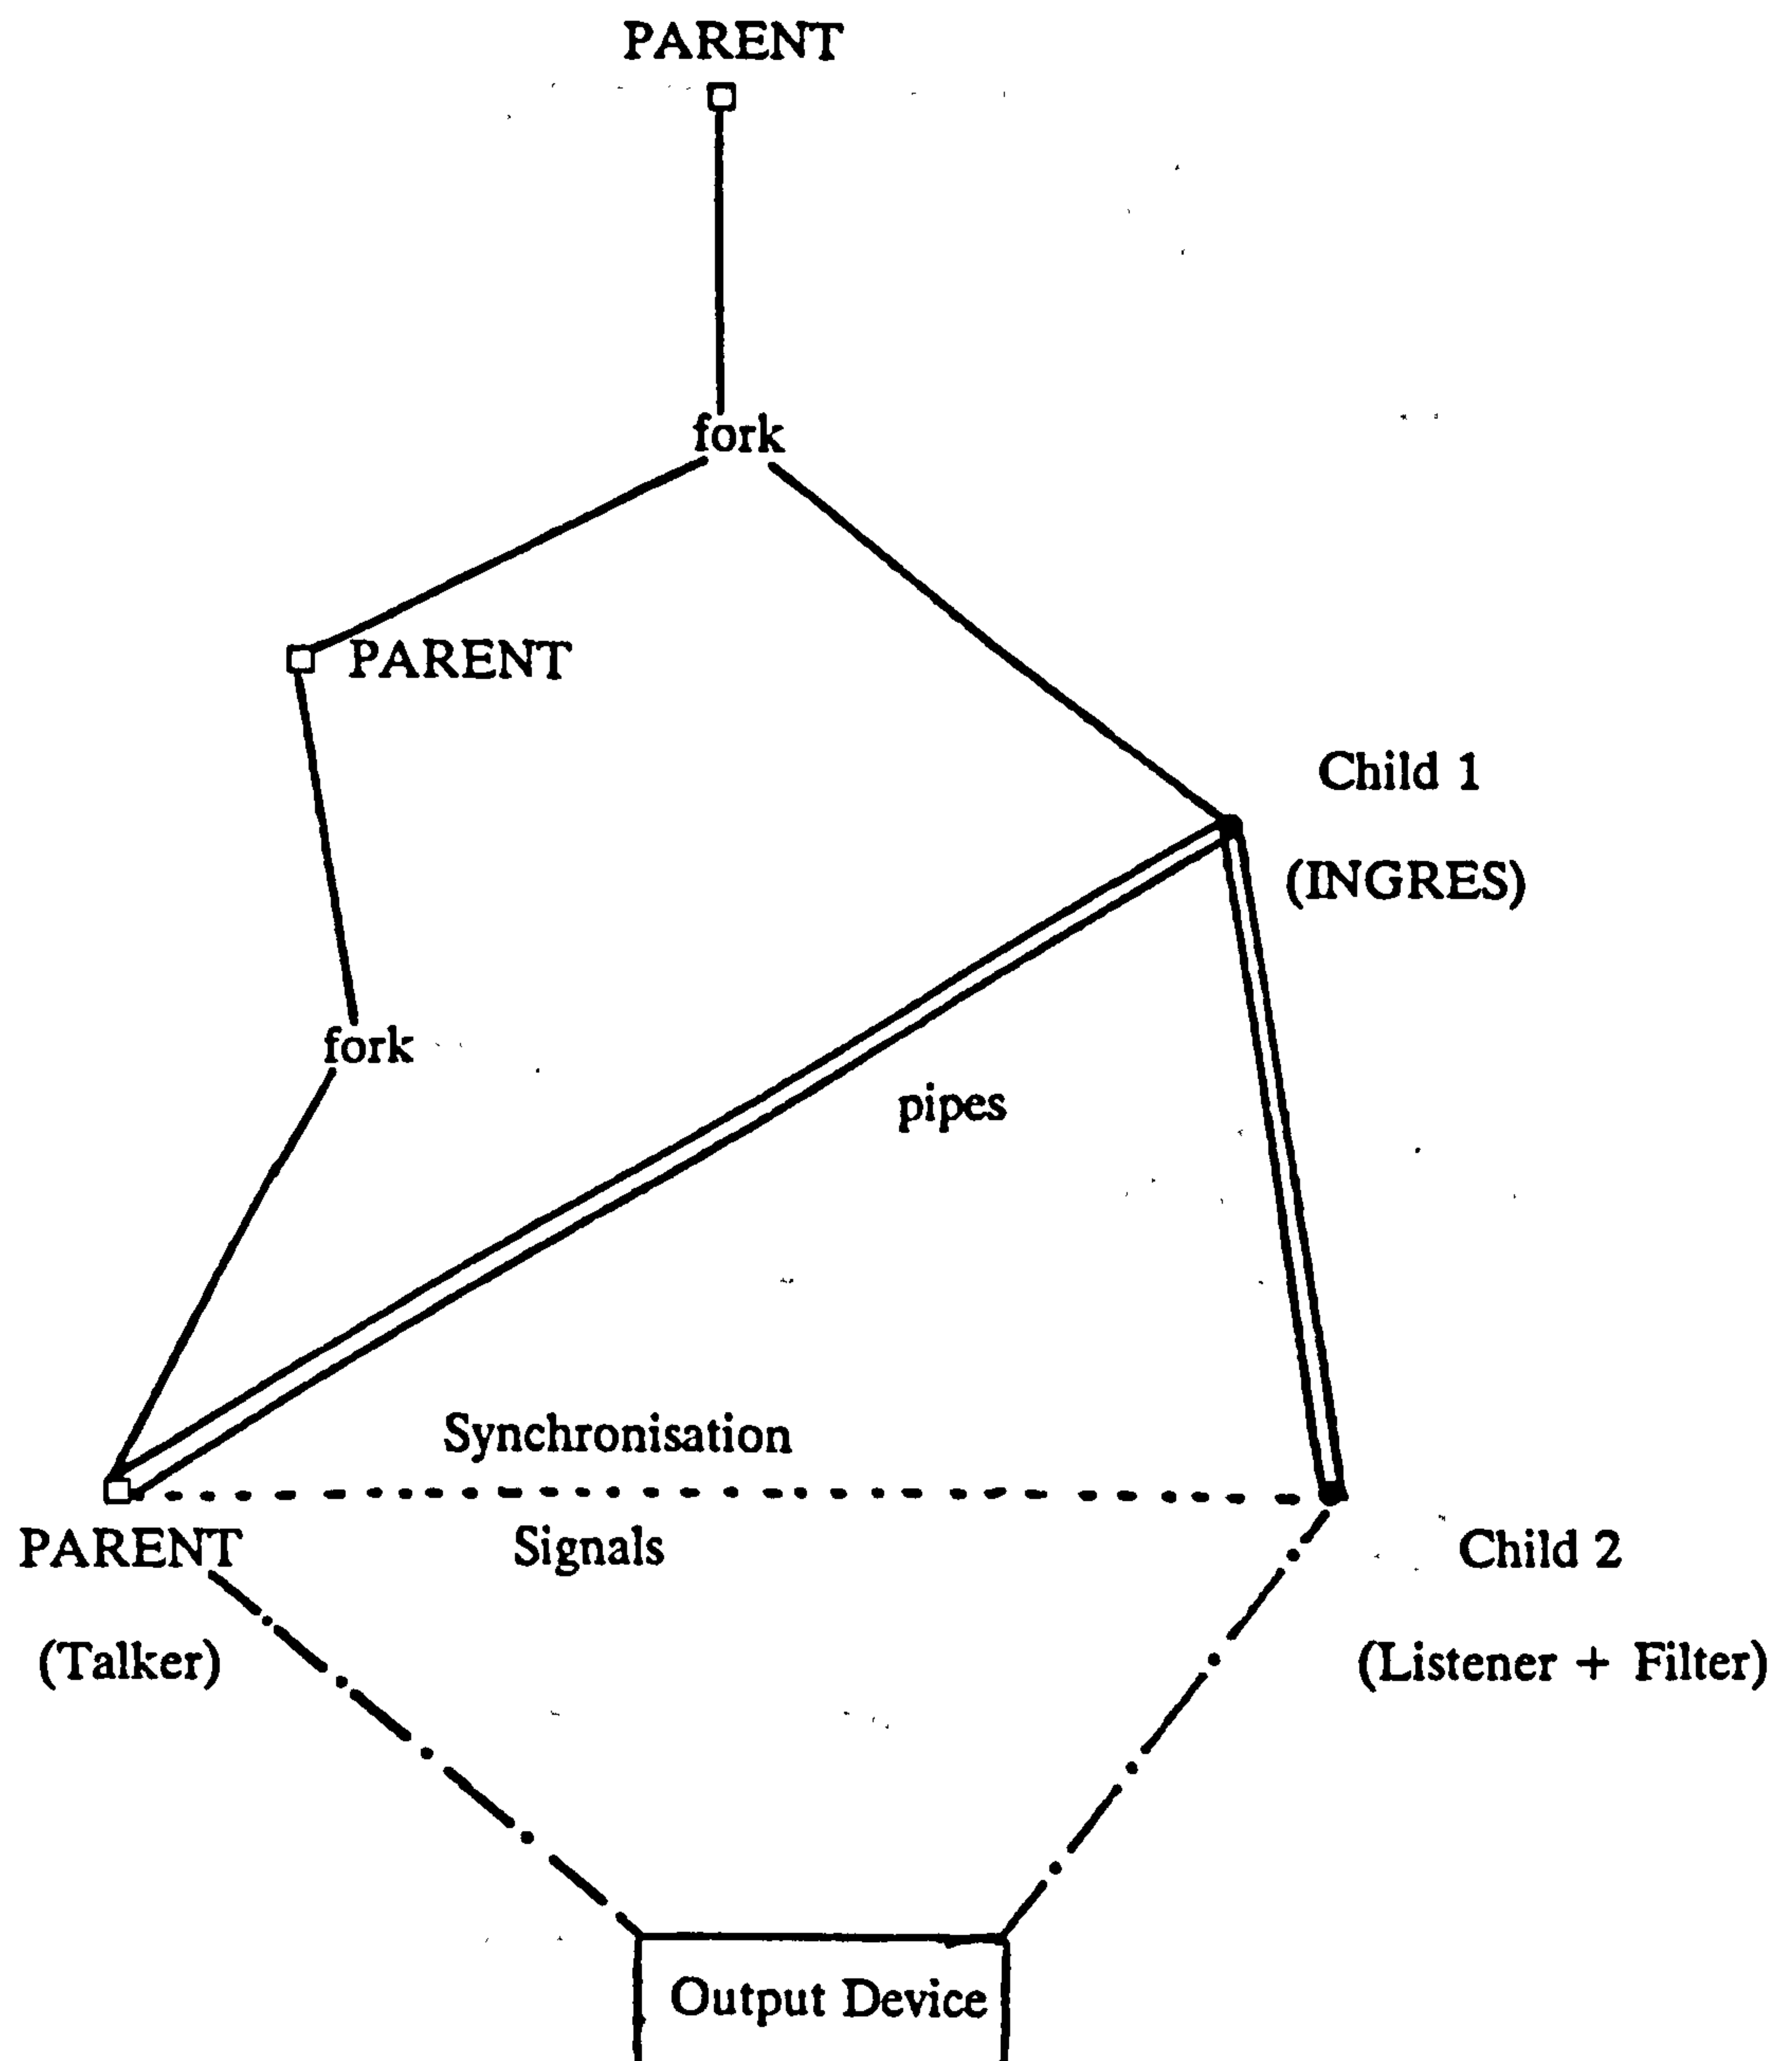 PARENT
fork
PARENT
Child 1
(INGRES)
fork
pipes
Synchronisation
Signals
PARENT
Child 2
(Talker)
(Listener + Filter)
Output Device